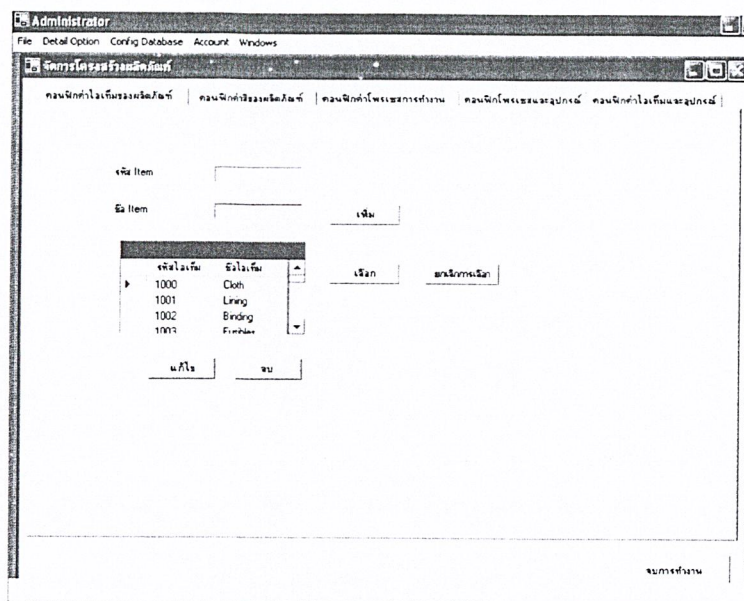 Administrator
File Detail Option Config Database Account Windows
จัดการโครงสร้างผลิตภัณฑ์
คอนฟิกค่าไอเท็มของผลิตภัณฑ์ คอนฟิกค่าสีของผลิตภัณฑ์ คอนฟิกค่าโพรเซสการทำงาน คอนฟิกโพรเซสและอุปกรณ์ คอนฟิกค่าไอเท็มและอุปกรณ์
รหัส Item
ชื่อ Item
เพิ่ม
รหัสไอเท็ม ชื่อไอเท็ม
เลือก ยกเลิกการเลือก
1000 Cloth
1001 Lining
1002 Binding
1003
แก้ไข ลบ
จบการทำงาน